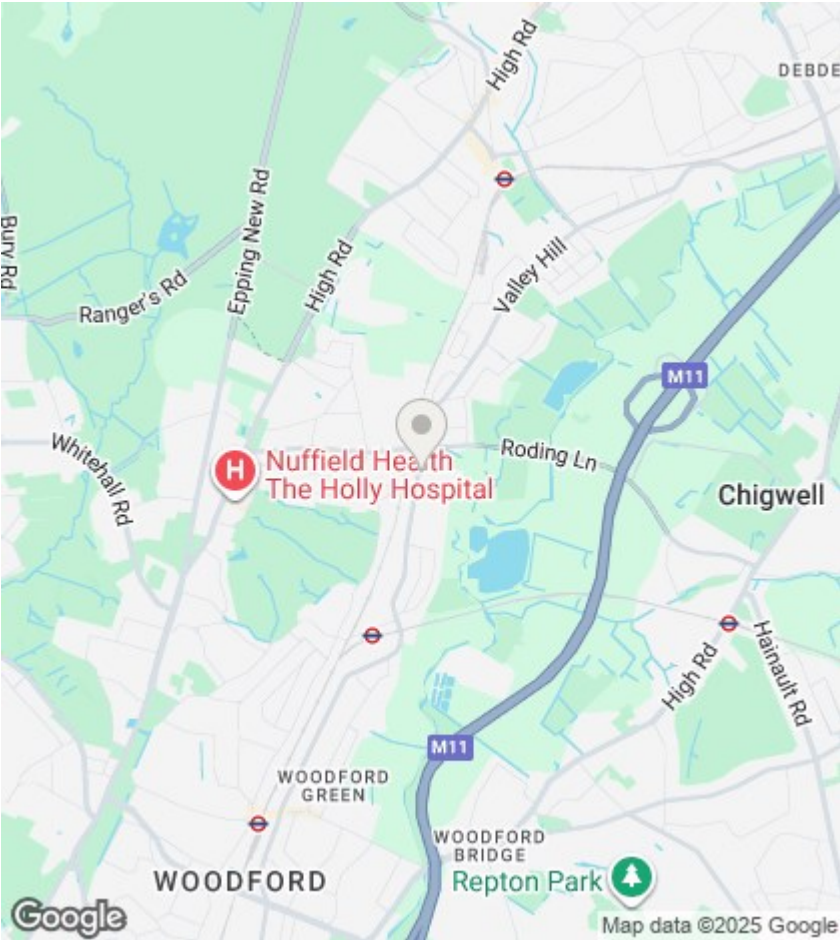 High Rd
DEBDE
Epping New Rd
Bury Rd
High Rd
Valley Hill
Ranger's Rd
M11
Whitehall Rd
Nuffield Health
The Holly Hospital
H
Roding Ln
Chigwell
High Rd
Hainault Rd
M11
WOODFORD
GREEN
WOODFORD
BRIDGE
WOODFORD
Repton Park
Google
Map data ©2025 Google